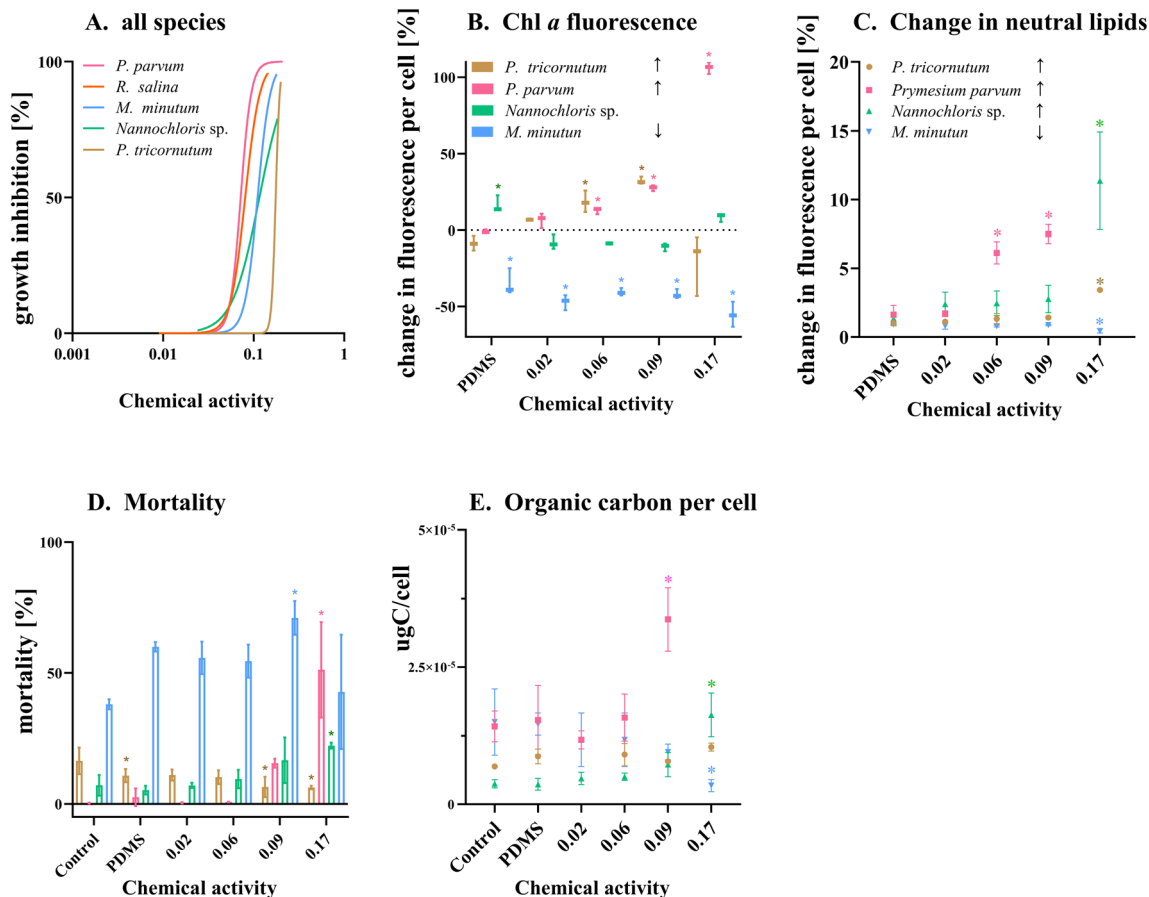 A. all species
growth inhibition [%]
100
50
0
0.001
0.01
0.1
1
P. parvum
R. salina
M. minutum
Nannochloris sp.
P. tricornutum
Chemical activity
B. Chl a fluorescence
change in fluorescence per cell [%]
100
50
0
-50
P. tricornutum ↑
P. parvum ↑
Nannochloris sp.
M. minutun ↓
* * * * * * * * * * * *
PDMS
0.02
0.06
0.09
0.17
Chemical activity
C. Change in neutral lipids
change in fluorescence per cell [%]
20
15
10
5
0
P. tricornutum ↑
Prymesium parvum ↑
Nannochloris sp. ↑
M. minutun ↓
* * * * *
PDMS
0.02
0.06
0.09
0.17
Chemical activity
D. Mortality
mortality [%]
100
50
0
* * * * * *
Control
PDMS
0.02
0.06
0.09
0.17
Chemical activity
E. Organic carbon per cell
ugC/cell
5×10⁻⁵
2.5×10⁻⁵
0
* * *
Control
PDMS
0.02
0.06
0.09
0.17
Chemical activity